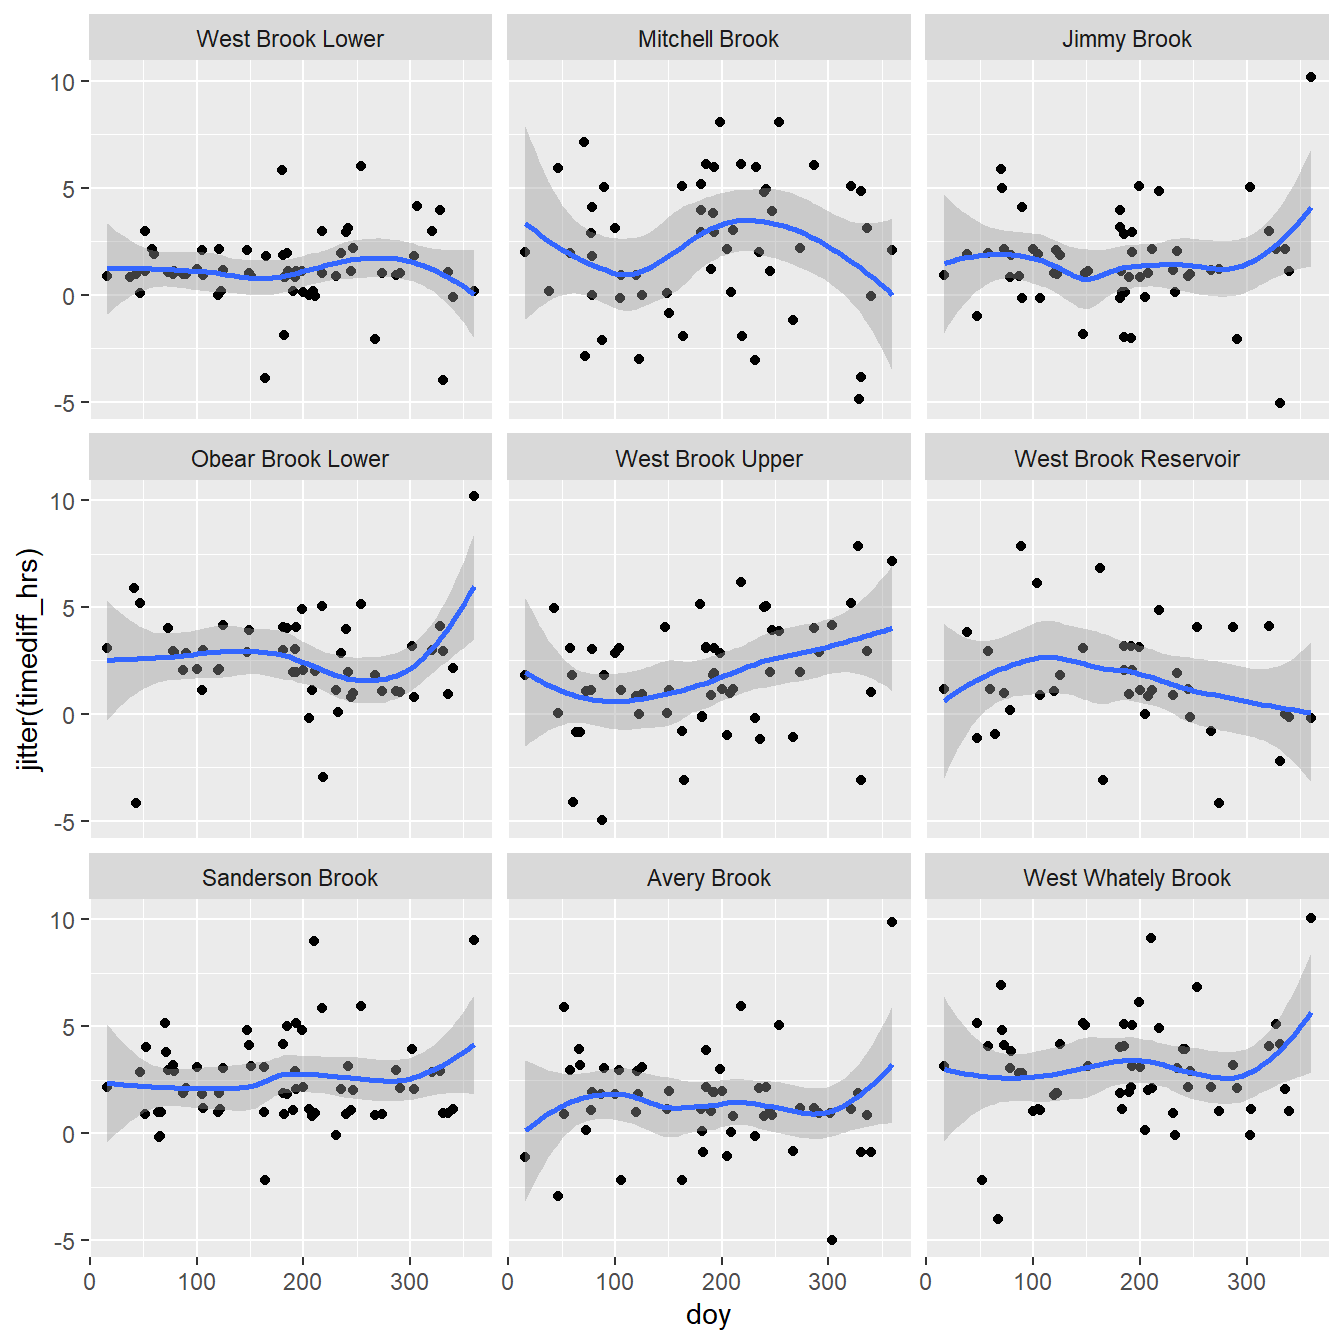 West Brook Lower
Mitchell Brook
Jimmy Brook
10
5
0
-5
Obear Brook Lower
West Brook Upper
West Brook Reservoir
10
5
0
-5
jitter(timediff_hrs)
Sanderson Brook
Avery Brook
West Whately Brook
10
5
0
-5
0 100 200 300 0 100 200 300 0 100 200 300
doy